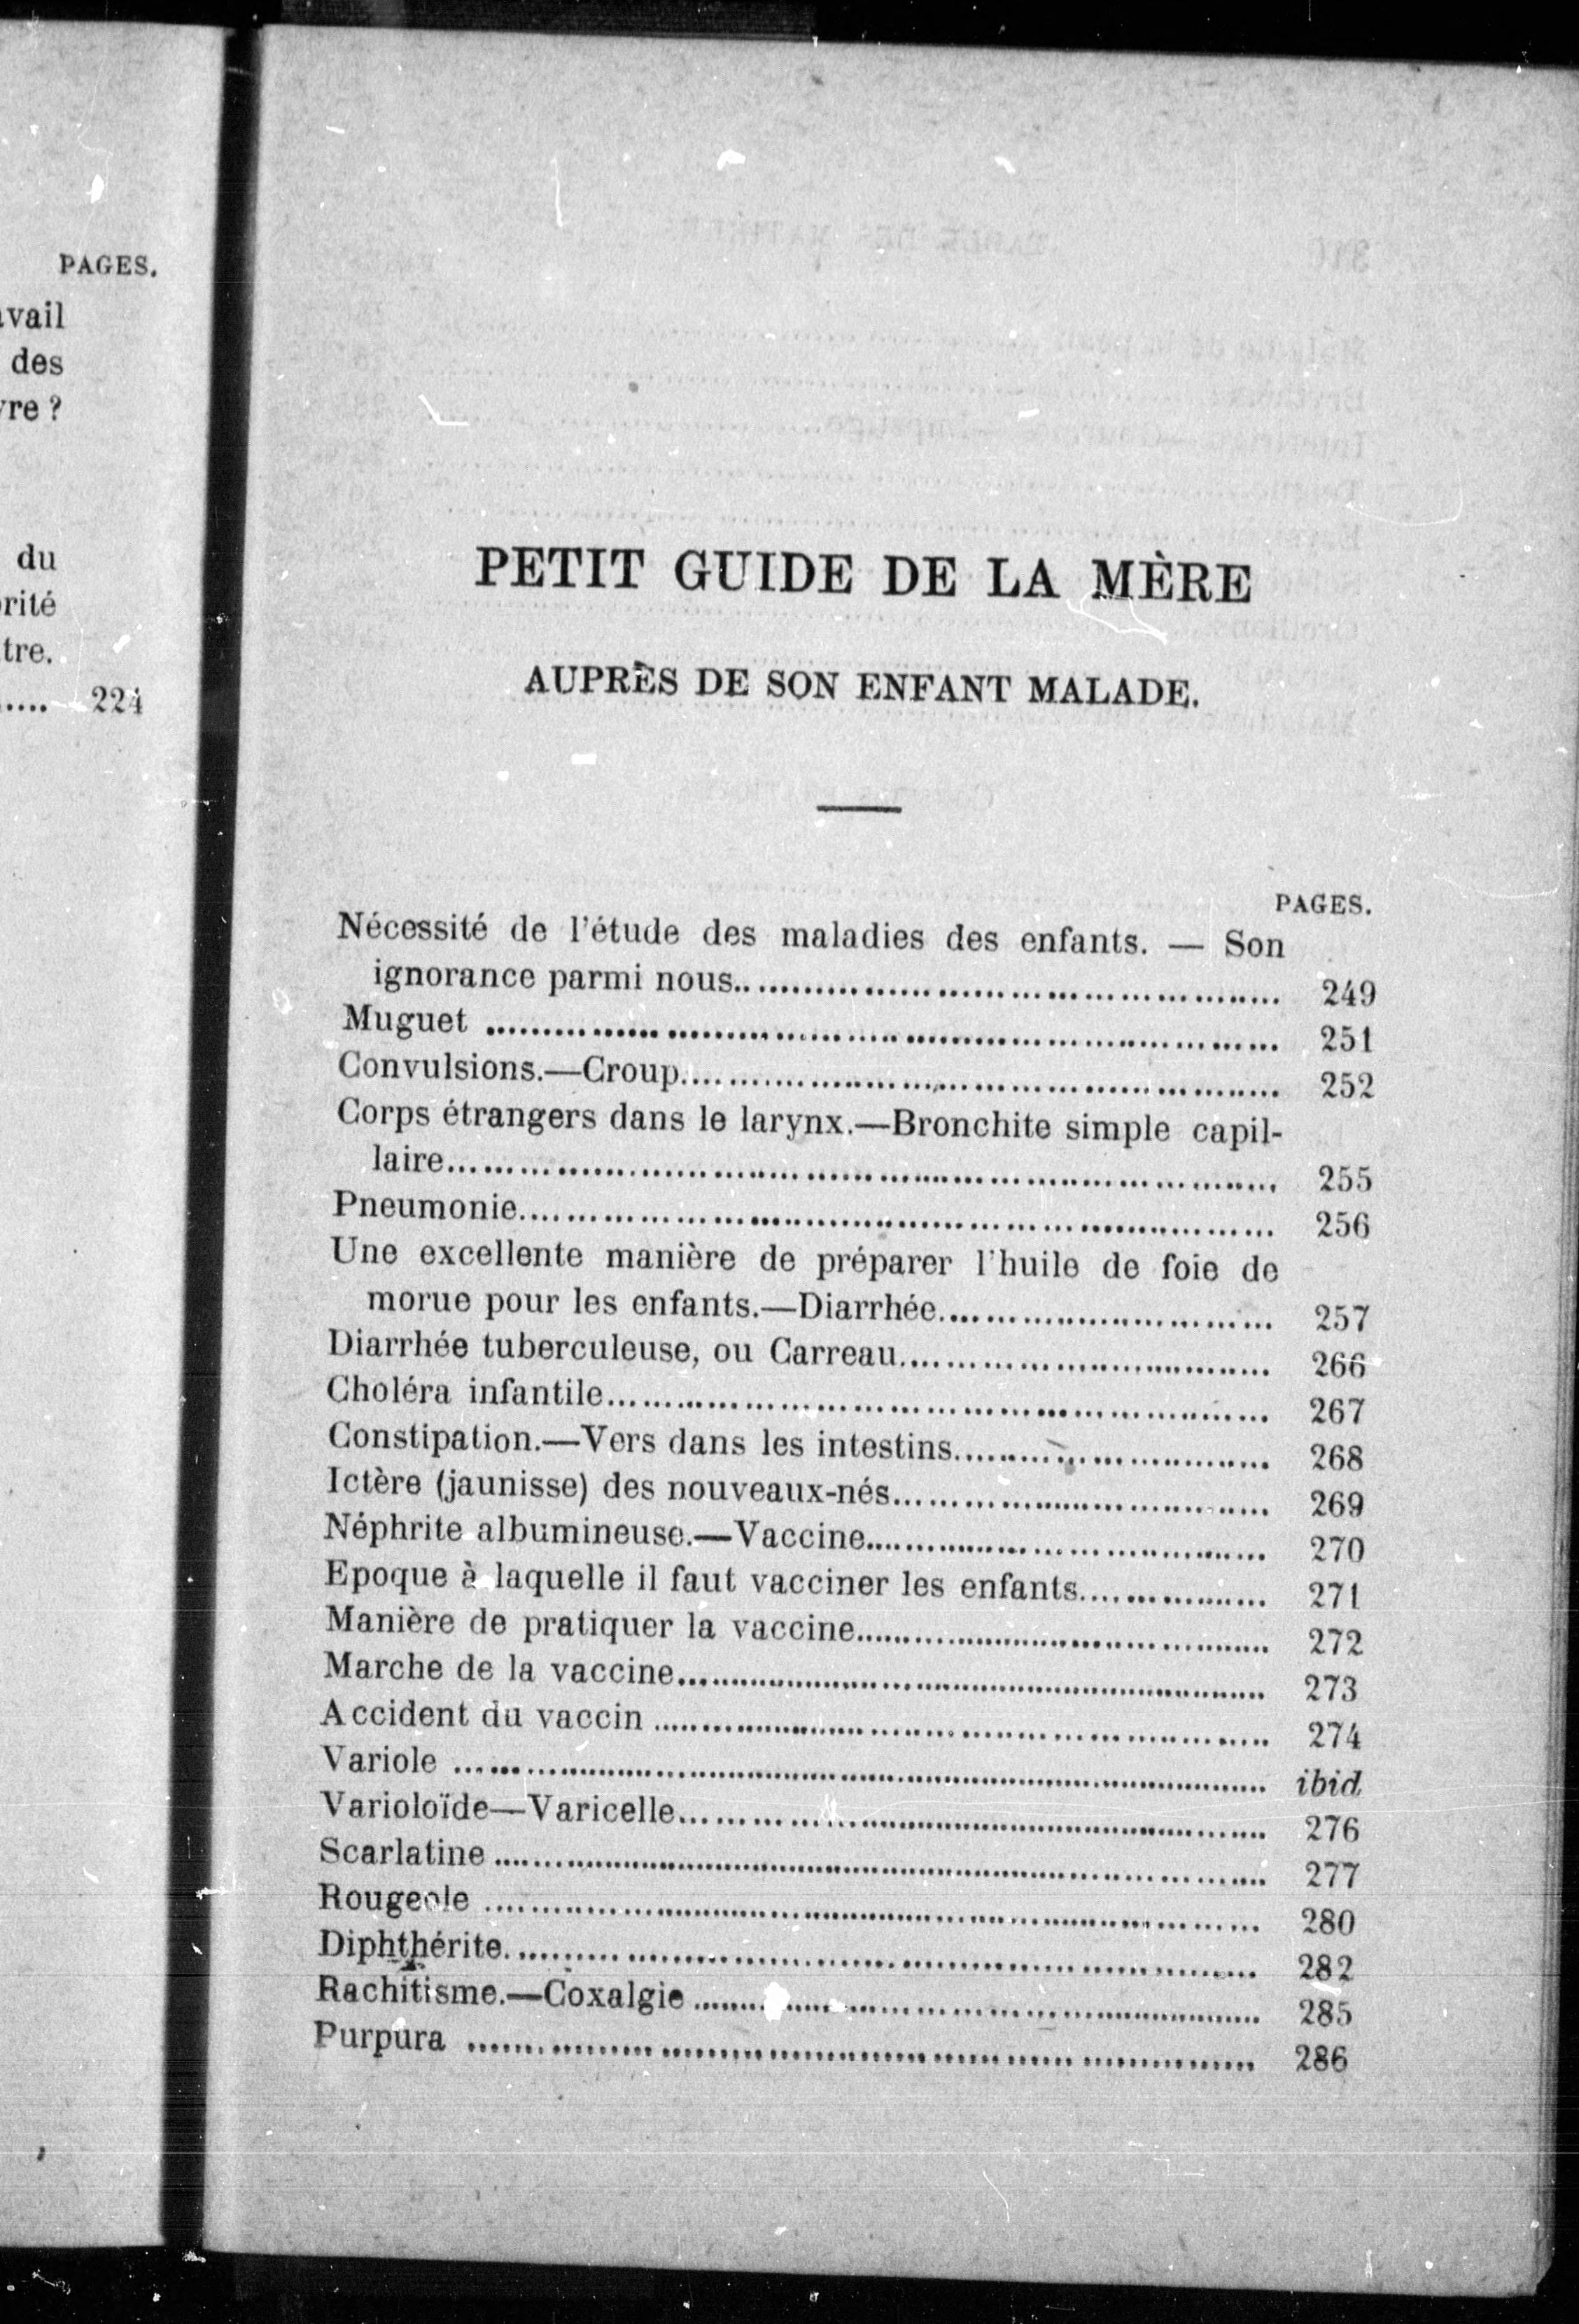 PAGES.
des
du
tre.
..... 224
PETIT GUIDE DE LA MÈRE
AUPRÈS DE SON ENFANT MALADE.
PAGES.
Nécessité de l'étude des maladies des enfants. — Son
ignorance parmi nous........................................ 249
Muguet ........................................ 251
Convulsions.—Croup........................................ 252
Corps étrangers dans le larynx.—Bronchite simple capil-
laire........................................ 255
Pneumonie........................................ 256
Une excellente manière de préparer l'huile de foie de
morue pour les enfants.—Diarrhée............................ 257
Diarrhée tuberculeuse, ou Carreau............................ 266
Choléra infantile........................................ 267
Constipation.—Vers dans les intestins........................ 268
Ictère (jaunisse) des nouveaux-nés............................ 269
Néphrite albumineuse.—Vaccine............................ 270
Epoque à laquelle il faut vacciner les enfants................ 271
Manière de pratiquer la vaccine............................ 272
Marche de la vaccine........................................ 273
Accident du vaccin ........................................ 274
Variole ........................................ ibid
Varioloïde—Varicelle........................................ 276
Scarlatine ........................................ 277
Rougeole ........................................ 280
Diphthérite........................................ 282
Rachitisme.—Coxalgie ........................................ 285
Purpura ........................................ 286